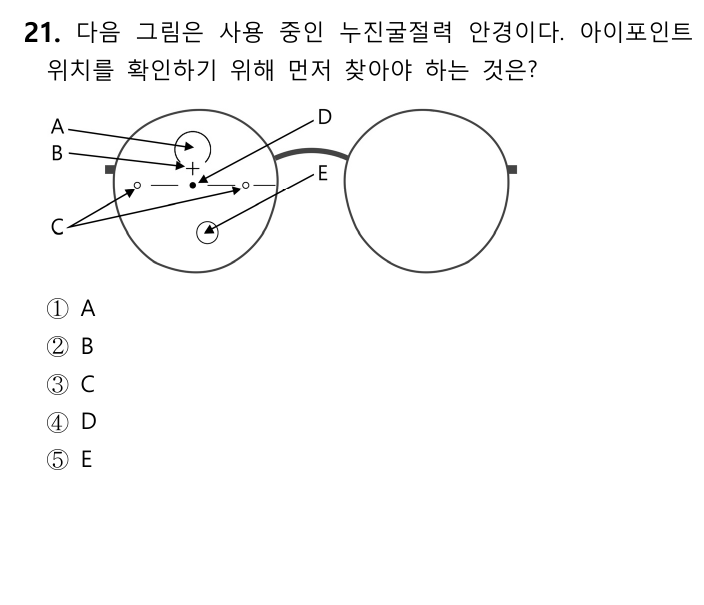 21. 다음 그림은 사용 중인 누진굴절력 안경이다. 아이포인트
위치를 확인하기 위해 먼저 찾아야 하는 것은?
A
B
C
D
E
① A
② B
③ C
④ D
⑤ E